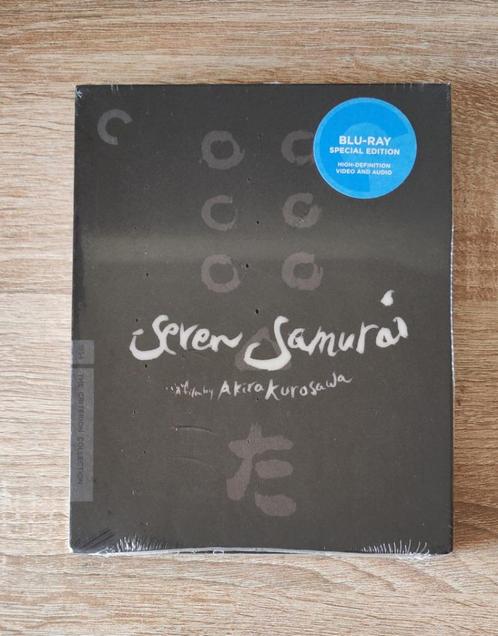 BLU-RAY
SPECIAL EDITION
HIGH-DEFINITION
VIDEO AND AUDIO
Seven Samurai
a film by Akira Kurosawa
た
THE CRITERION COLLECTION